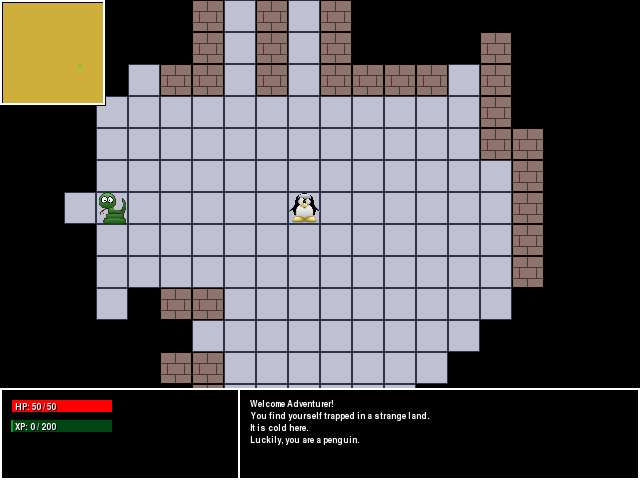 HP: 50/50
XP: 0/200
Welcome Adventurer!
You find yourself trapped in a strange land.
It is cold here.
Luckily, you are a penguin.